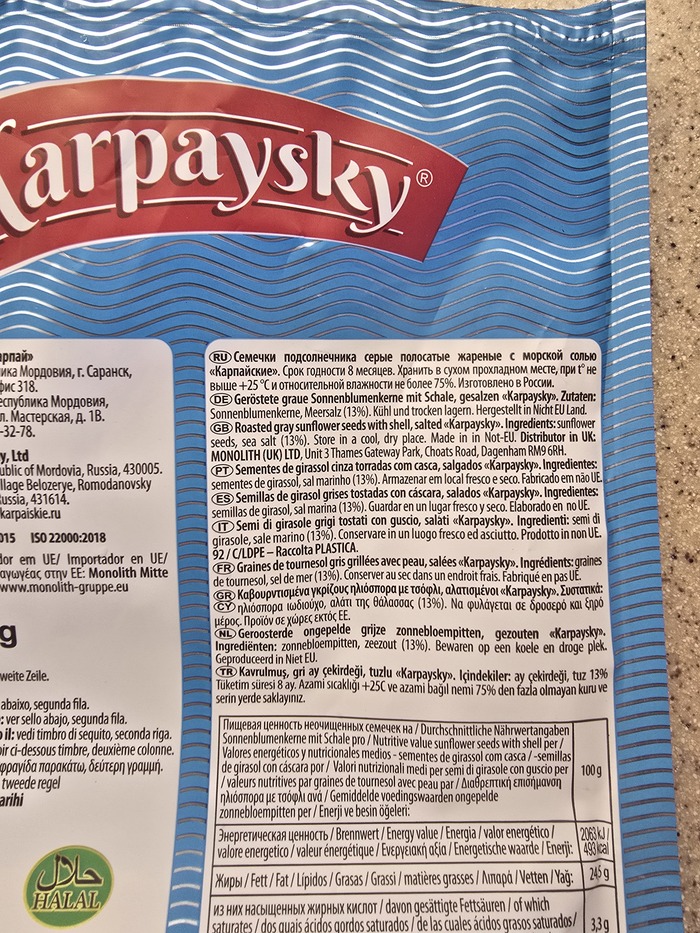 Karpaysky®
арпай»
ика Мордовия, г. Саранск,
фис 318.
еспублика Мордовия,
л. Мастерская, д. 1В.
-32-78.
y, Ltd
ublic of Mordovia, Russia, 430005.
llage Belozerye, Romodanovsky
ussia, 431614.
karpaiskie.ru
015 ISO 22000:2018
dor em UE/ Importador en UE/
αγωγέας στην ΕΕ: Monolith Mitte
www.monolith-gruppe.eu
g
weite Zeile.
abaixo, segunda fila.
: ver sello abajo, segunda fila.
o il: vedi timbro di sequito, seconda riga.
oir ci-dessous timbre, deuxième colonne.
φραγίδα παρακάτω, δεύτερη γραμμή.
tweede regel
arihi
حلال
HALAL
RU Семечки подсолнечника серые полосатые жареные с морской солью
«Карпайские». Срок годности 8 месяцев. Хранить в сухом прохладном месте, при t° не
выше +25 °C и относительной влажности не более 75%. Изготовлено в России.
DE Geröstete graue Sonnenblumenkerne mit Schale, gesalzen «Karpaysky». Zutaten:
Sonnenblumenkerne, Meersalz (13%). Kühl und trocken lagern. Hergestellt in Nicht EU Land.
GB Roasted gray sunflower seeds with shell, salted «Karpaysky». Ingredients: sunflower
seeds, sea salt (13%). Store in a cool, dry place. Made in in Not-EU. Distributor in UK:
MONOLITH (UK) LTD, Unit 3 Thames Gateway Park, Choats Road, Dagenham RM9 6RH.
PT Sementes de girassol cinza torradas com casca, salgados «Karpaysky». Ingredientes:
sementes de girassol, sal marinho (13%). Armazenar em local fresco e seco. Fabricado em não UE.
ES Semillas de girasol grises tostadas con cáscara, salados «Karpaysky». Ingredientes:
semillas de girasol, sal marina (13%). Guardar en un lugar fresco y seco. Elaborado en no UE.
IT Semi di girasole grigi tostati con guscio, salati «Karpaysky». Ingredienti: semi di
girasole, sale marino (13%). Conservare in un luogo fresco ed asciutto. Prodotto in non UE.
92 / C/LDPE – Raccolta PLASTICA.
FR Graines de tournesol gris grillées avec peau, salées «Karpaysky». Ingrédients: graines
de tournesol, sel de mer (13%). Conserver au sec dans un endroit frais. Fabriqué en pas UE.
GR Καβουρντισμένα γκρίζους ηλιόσπορα με τσόφλι, αλατισμένοι «Karpaysky». Συστατικά:
CY ηλιόσπορα ιωδιούχο, αλάτι της θάλασσας (13%). Να φυλάγεται σε δροσερό και ξηρό
μέρος. Προϊόν σε χώρες εκτός ΕΕ.
NL Geroosterde ongepelde grijze zonnebloempitten, gezouten «Karpaysky».
Ingrediënten: zonnebloempitten, zeezout (13%). Bewaren op een koele en droge plek.
Geproduceerd in Niet EU.
TR Kavrulmuş, gri ay çekirdeği, tuzlu «Karpaysky». Içindekiler: ay çekirdeği, tuz 13%
Tüketim süresi 8 ay. Azami sıcaklığı +25C ve azami bağıl nemi 75% den fazla olmayan kuru ve
serin yerde saklayınız.
Пищевая ценность неочищенных семечек на / Durchschnittliche Nährwertangaben
Sonnenblumenkerne mit Schale pro / Nutritive value sunflower seeds with shell per /
Valores energéticos y nutricionales medios - sementes de girassol com casca / -semillas
de girasol con cáscara por / Valori nutrizionali medi per semi di girasole con guscio per
/ valeurs nutritives par graines de tournesol avec peau par / Διαθρεπτική επισήμανση
ηλιόσπορα με τσόφλι ανά / Gemiddelde voedingswaarden ongepelde
zonnebloempitten per / Enerji ve besin öğeleri:
100 g
Энергетическая ценность / Brennwert / Energy value / Energia / valor energético /
valore energetico / valeur énergétique / Ενεργειακή αξία / Energetische waarde / Enerji:
2063 kJ /
493 kcal
Жиры / Fett / Fat / Lípidos / Grasas / Grassi / matières grasses / Λιπαρά / Vetten / Yağ:
245 g
из них насыщенных жирных кислот / davon gesättigte Fettsäuren / of which
saturates / dos quais ácidos gordos saturados / de las cuales ácidos grasos saturados/
3,3 g